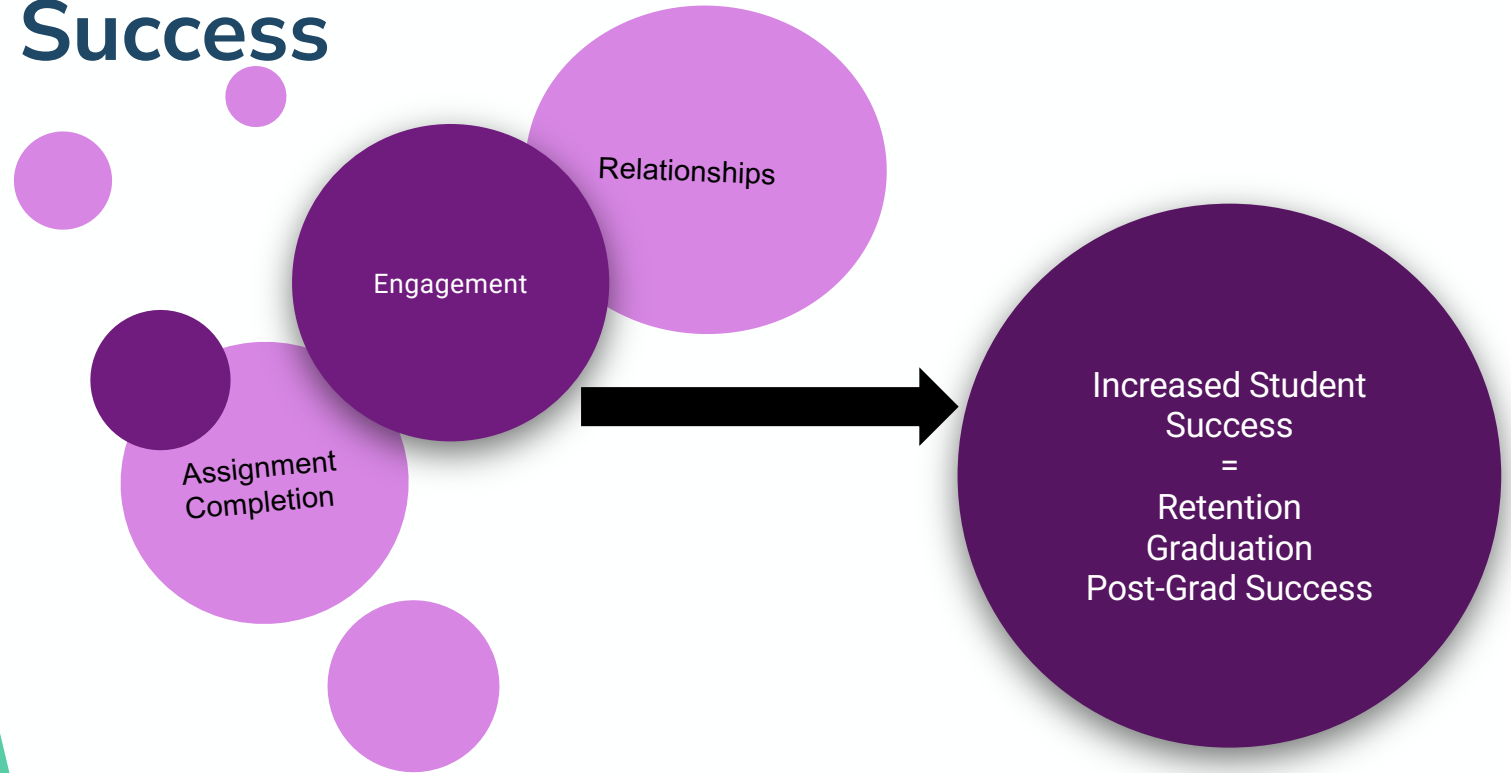 Success
Relationships
Engagement
Assignment
Completion
Increased Student
Success
=
Retention
Graduation
Post-Grad Success